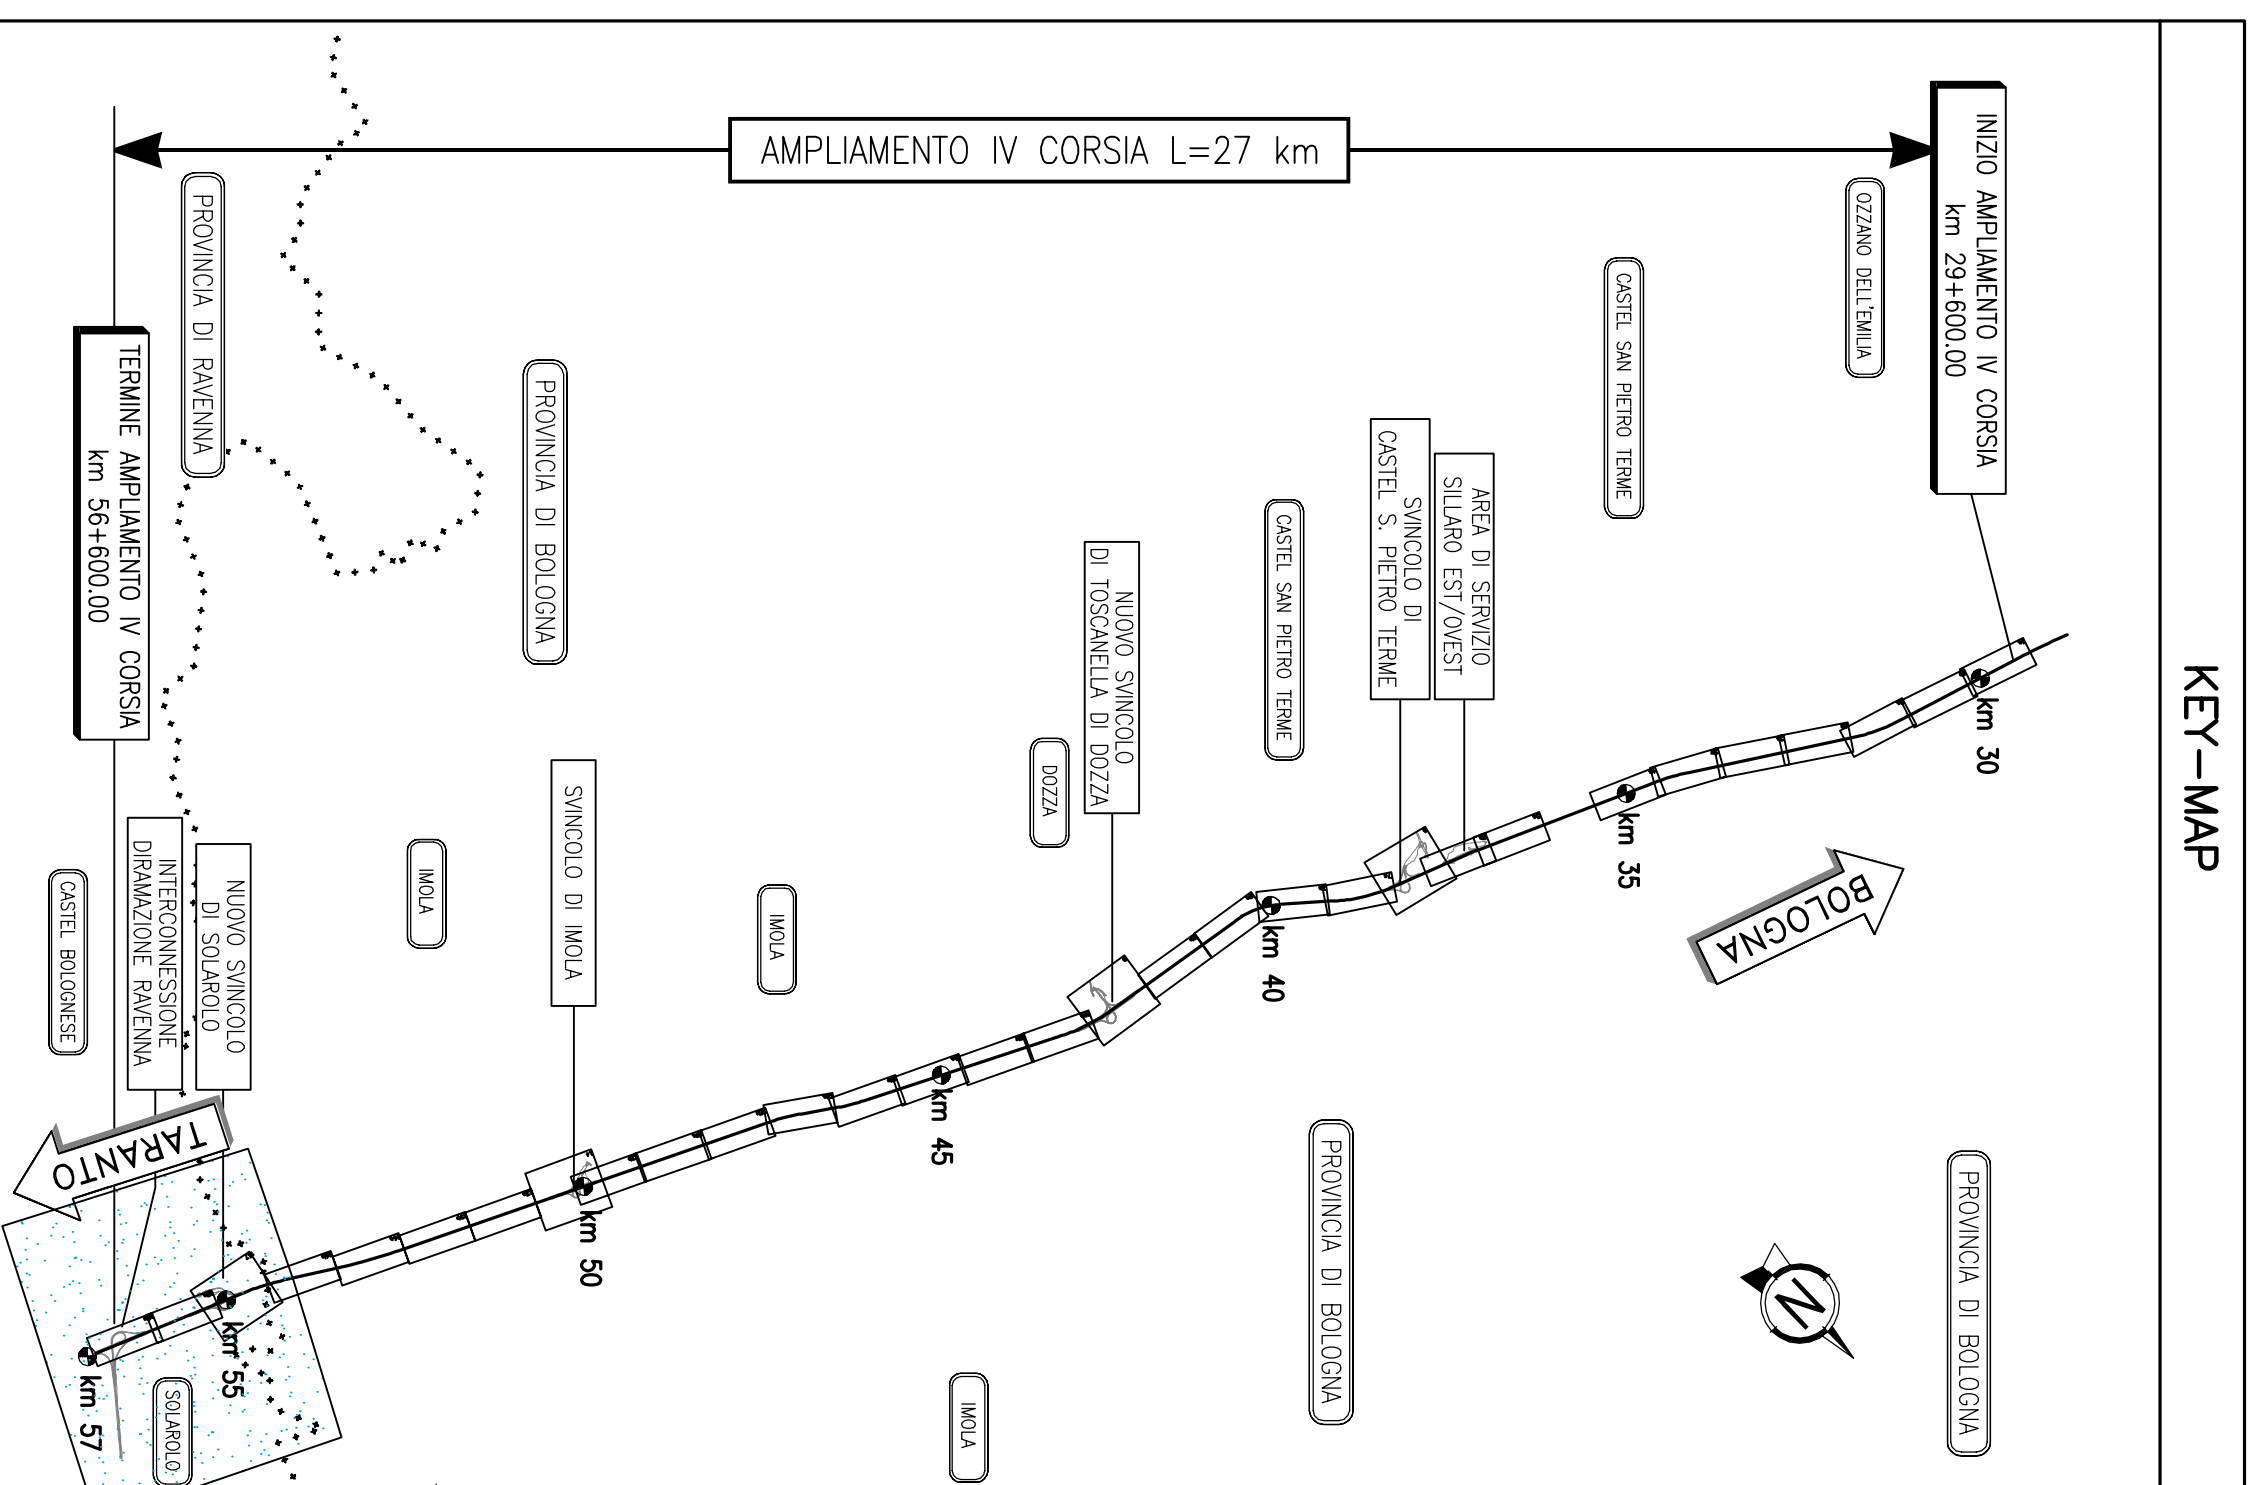 KEY-MAP
INIZIO AMPLIAMENTO IV CORSIA
km 29+600.00
AMPLIAMENTO IV CORSIA L=27 km
OZZANO DELL'EMILIA
CASTEL SAN PIETRO TERME
AREA DI SERVIZIO
SILLARO EST/OVEST
SVINCOLO DI
CASTEL S. PIETRO TERME
CASTEL SAN PIETRO TERME
NUOVO SVINCOLO
DI TOSCANELLA DI DOZZA
DOZZA
PROVINCIA DI BOLOGNA
SVINCOLO DI IMOLA
IMOLA
IMOLA
PROVINCIA DI RAVENNA
TERMINE AMPLIAMENTO IV CORSIA
km 56+600.00
NUOVO SVINCOLO
DI SOLAROLO
INTERCONNESSIONE
DIRAMAZIONE RAVENNA
CASTEL BOLOGNESE
km 30
km 35
km 40
km 45
km 50
km 55
km 57
BOLOGNA
TARANTO
N
PROVINCIA DI BOLOGNA
PROVINCIA DI BOLOGNA
IMOLA
SOLAROLO